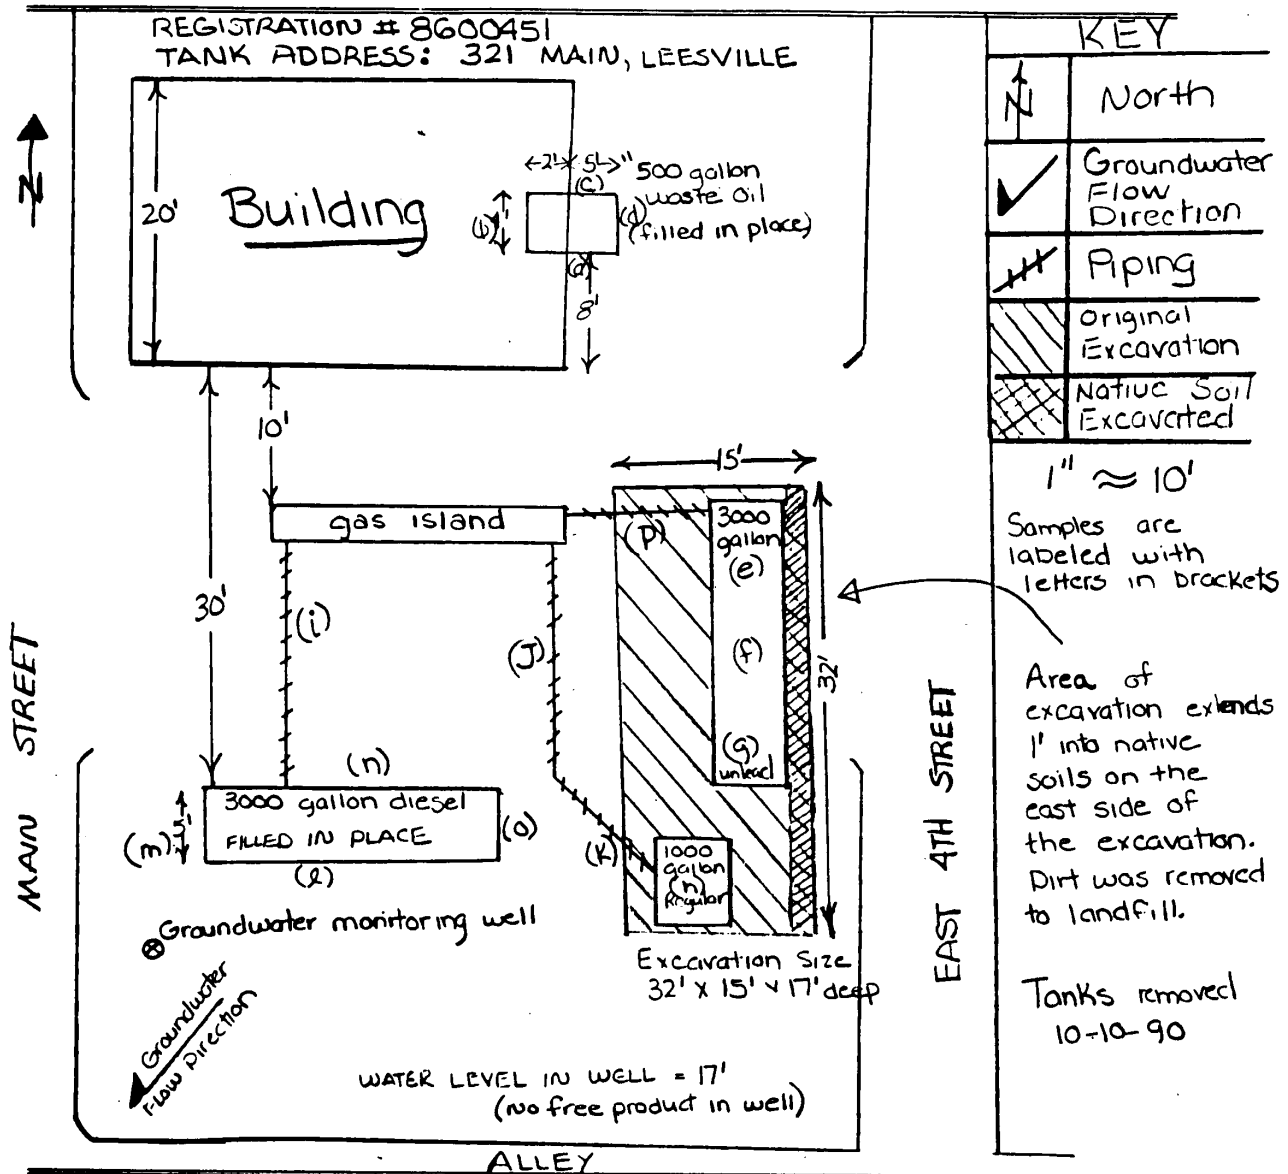 REGISTRATION # 8600451
TANK ADDRESS: 321 MAIN, LEESVILLE
N
20'
Building
2'
5'
(c)
(b)
(d)
(a)
500 gallon
waste oil
(filled in place)
8'
10'
30'
gas island
15'
32'
(p)
3000
gallon
(e)
(f)
(g)
unlead
(i)
(J)
(K)
1000
gallon
(h)
Regular
(n)
3000 gallon diesel
FILLED IN PLACE
(m)
(o)
(l)
⊗ Groundwater monitoring well
Excavation Size
32' x 15' x 17' deep
Groundwater
Flow Direction
WATER LEVEL IN WELL = 17'
(No free product in well)
MAIN STREET
EAST 4TH STREET
ALLEY
KEY
N
North
Groundwater
Flow
Direction
Piping
Original
Excavation
Native Soil
Excavated
1" ≈ 10'
Samples are
labeled with
letters in brackets
Area of
excavation extends
1' into native
soils on the
east side of
the excavation.
Dirt was removed
to landfill.
Tanks removed
10-10-90